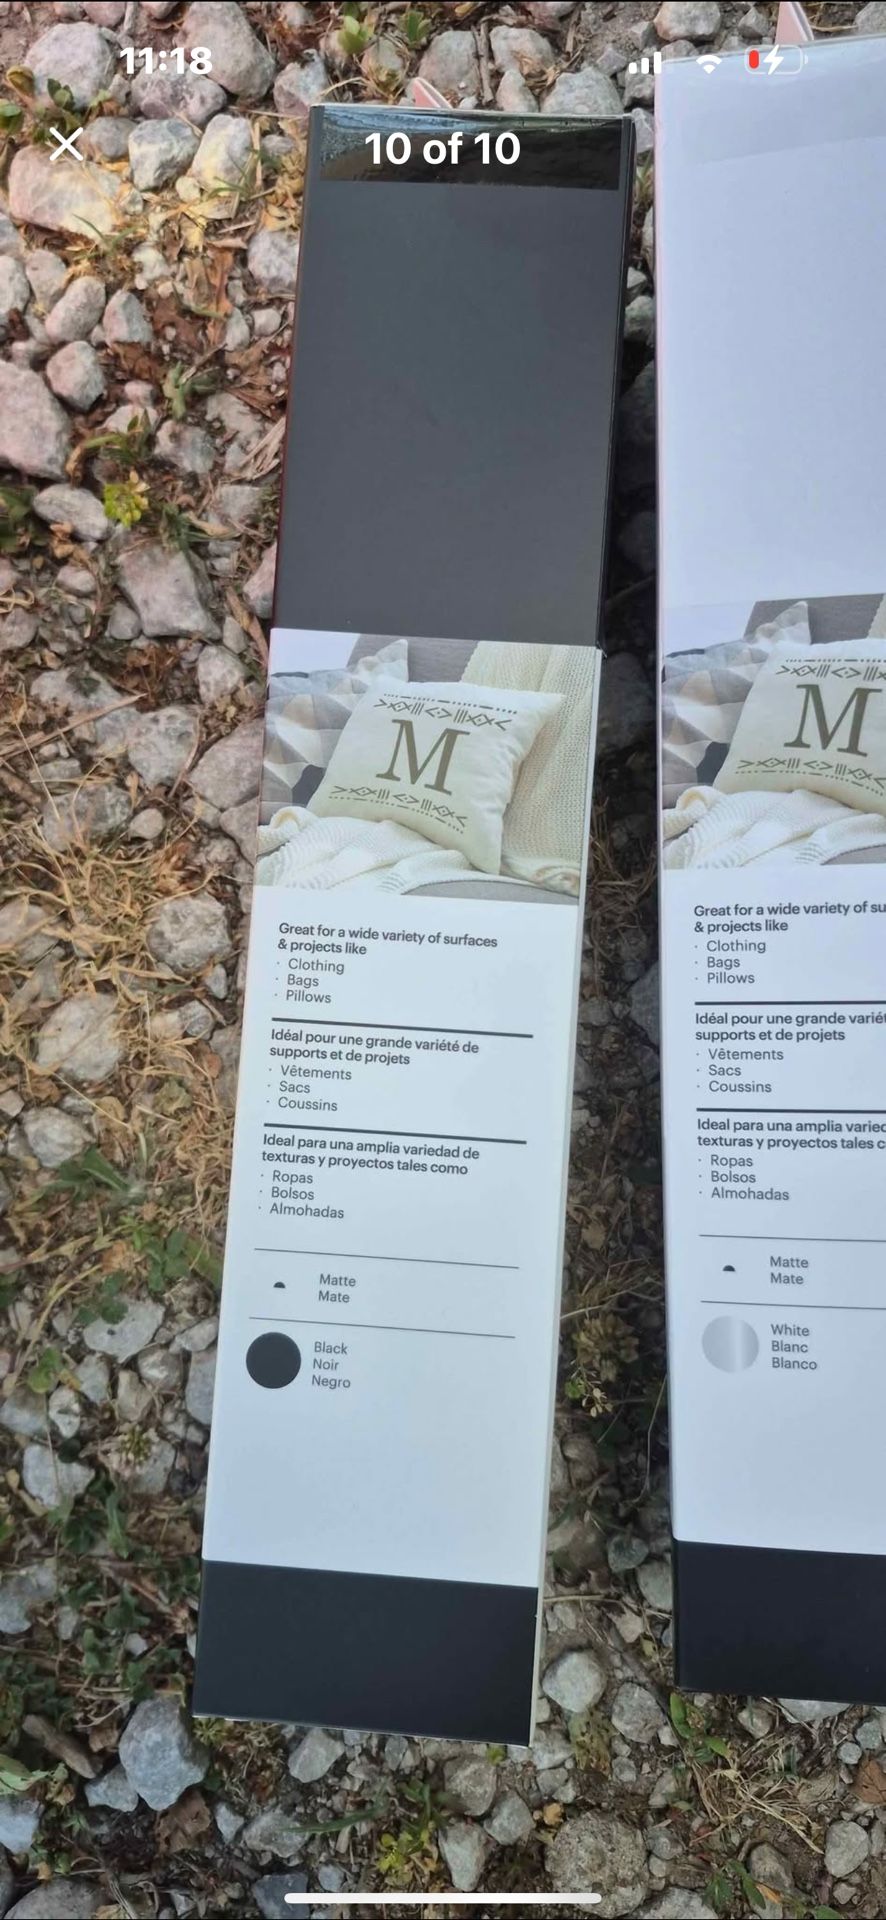 11:18
10 of 10
M
Great for a wide variety of surfaces
& projects like
· Clothing
· Bags
· Pillows
Idéal pour une grande variété de
supports et de projets
· Vêtements
· Sacs
· Coussins
Ideal para una amplia variedad de
texturas y proyectos tales como
· Ropas
· Bolsos
· Almohadas
Matte
Mate
Black
Noir
Negro
M
Great for a wide variety of su
& projects like
· Clothing
· Bags
· Pillows
Idéal pour une grande variét
supports et de projets
· Vêtements
· Sacs
· Coussins
Ideal para una amplia varied
texturas y proyectos tales c
· Ropas
· Bolsos
· Almohadas
Matte
Mate
White
Blanc
Blanco